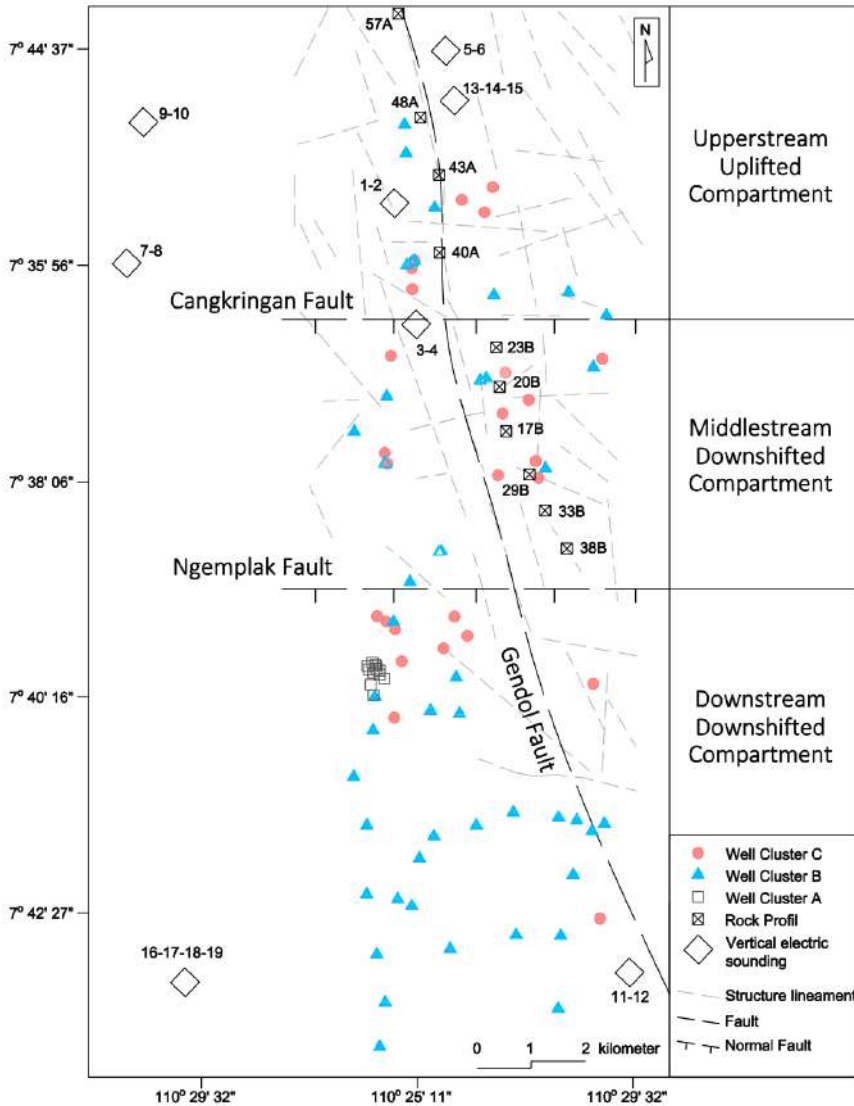 57A
N
7° 44' 37"
5-6
13-14-15
9-10
48A
Upperstream
Uplifted
Compartment
43A
1-2
7-8
40A
7° 35' 56"
Cangkringan Fault
3-4
23B
20B
17B
Middlestream
Downshifted
Compartment
7° 38' 06"
29B
33B
38B
Ngemplak Fault
Gendol Fault
7° 40' 16"
Downstream
Downshifted
Compartment
Well Cluster C
Well Cluster B
Well Cluster A
Rock Profil
Vertical electric
sounding
7° 42' 27"
16-17-18-19
11-12
Structure lineament
Fault
Normal Fault
0 1 2 kilometer
110° 29' 32" 110° 25' 11" 110° 29' 32"